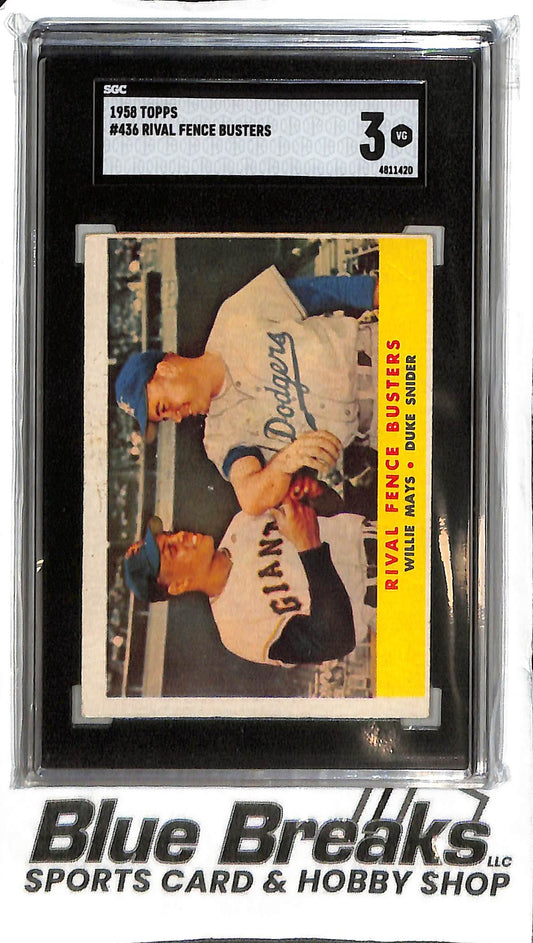 SGC
1958 TOPPS
#436 RIVAL FENCE BUSTERS
3
VG
4811420
Dodgers
GIANT
RIVAL FENCE BUSTERS
WILLIE MAYS • DUKE SNIDER
Blue Breaks LLC
SPORTS CARD & HOBBY SHOP